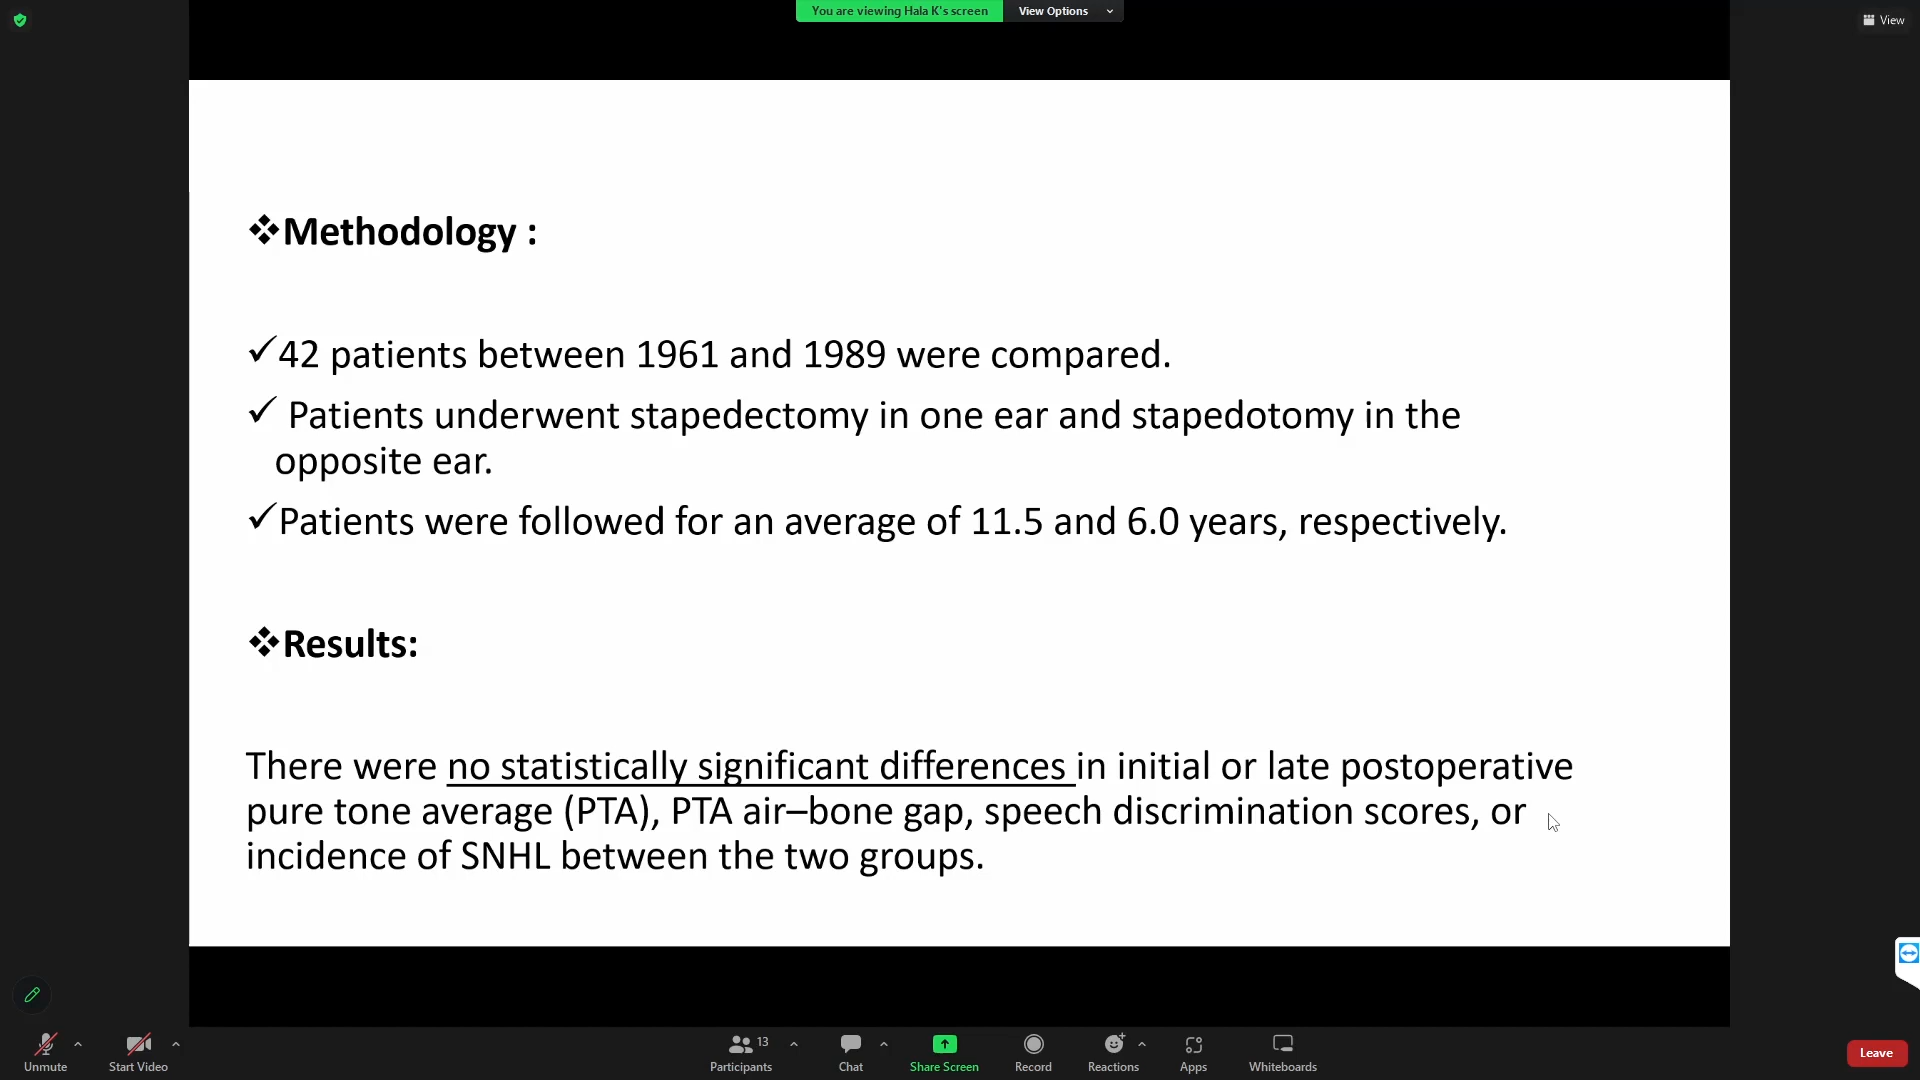 You are viewing Hala K's screen
View Options
View
❖Methodology :
✓42 patients between 1961 and 1989 were compared.
✓ Patients underwent stapedectomy in one ear and stapedotomy in the
opposite ear.
✓Patients were followed for an average of 11.5 and 6.0 years, respectively.
❖Results:
There were no statistically significant differences in initial or late postoperative
pure tone average (PTA), PTA air–bone gap, speech discrimination scores, or
incidence of SNHL between the two groups.
13
Unmute
Start Video
Participants
Chat
Share Screen
Record
Reactions
Apps
Whiteboards
Leave